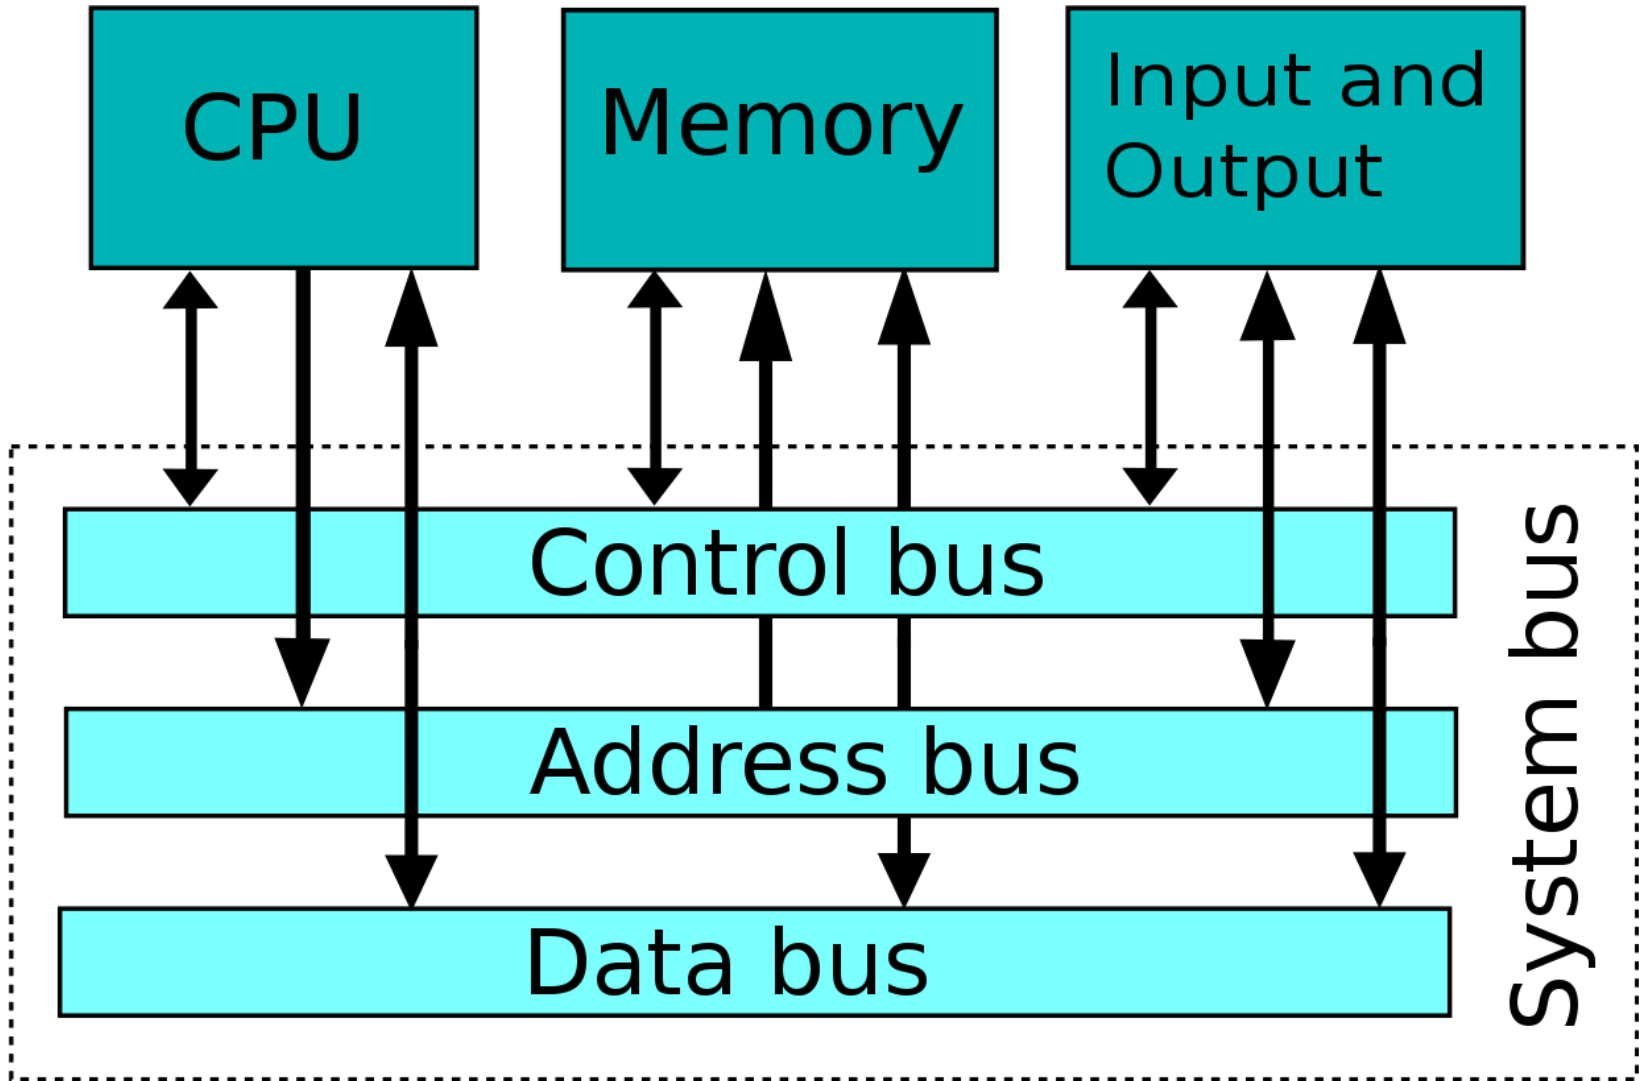 CPU
Memory
Input and
Output
Control bus
Address bus
Data bus
System bus